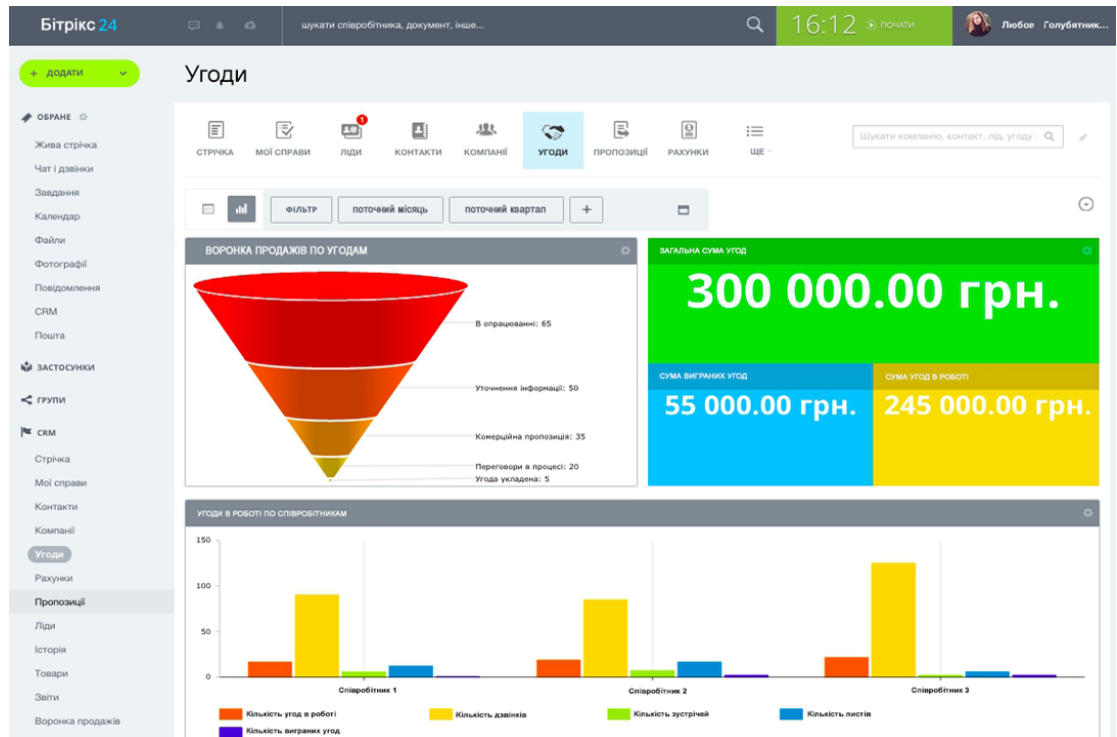 Бітрікс 24
шукати співробітника, документ, інше...
16:12 ПОЧАТИ
Любов Голубятник...
+ ДОДАТИ
Угоди
ОБРАНЕ
Жива стрічка
Чат і дзвінки
Завдання
Календар
Файли
Фотографії
Повідомлення
CRM
Пошта
ЗАСТОСУНКИ
ГРУПИ
CRM
Стрічка
Мої справи
Контакти
Компанії
Угоди
Рахунки
Пропозиції
Ліди
Історія
Товари
Звіти
Воронка продажів
СТРІЧКА МОЇ СПРАВИ 1 ЛІДИ КОНТАКТИ КОМПАНІЇ УГОДИ ПРОПОЗИЦІЇ РАХУНКИ ЩЕ
Шукати компанію, контакт, лід, угоду .
ФІЛЬТР ПОТОЧНИЙ МІСЯЦЬ ПОТОЧНИЙ КВАРТАЛ +
ВОРОНКА ПРОДАЖІВ ПО УГОДАМ
В опрацюванні: 65
Уточнення інформації: 50
Комерційна пропозиція: 35
Переговори в процесі: 20
Угода укладена: 5
ЗАГАЛЬНА СУМА УГОД
300 000.00 грн.
СУМА ВИГРАНИХ УГОД
55 000.00 грн.
СУМА УГОД В РОБОТІ
245 000.00 грн.
УГОДИ В РОБОТІ ПО СПІВРОБІТНИКАМ
150
100
50
0
Співробітник 1 Співробітник 2 Співробітник 3
Кількість угод в роботі Кількість дзвінків Кількість зустрічей Кількість листів
Кількість виграних угод